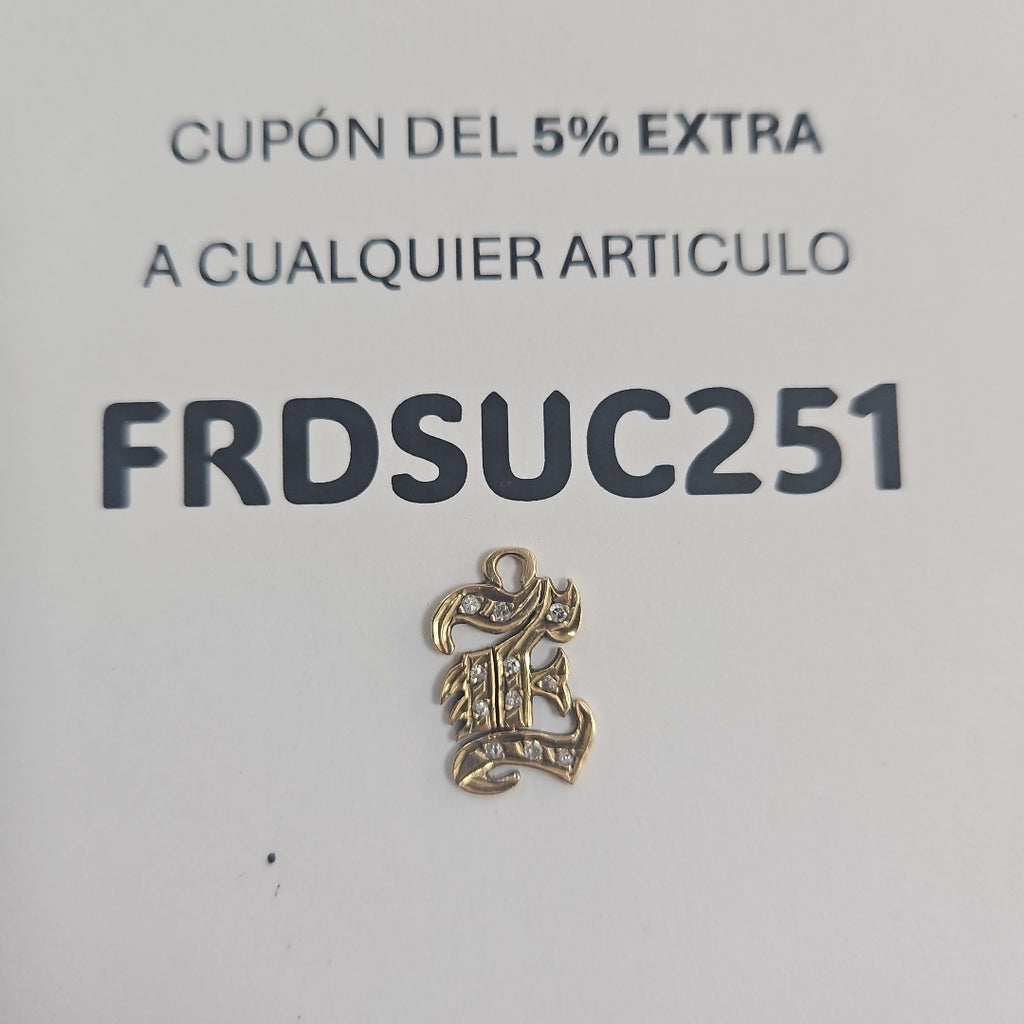 CUPÓN DEL 5% EXTRA
A CUALQUIER ARTICULO
FRDSUC251
E